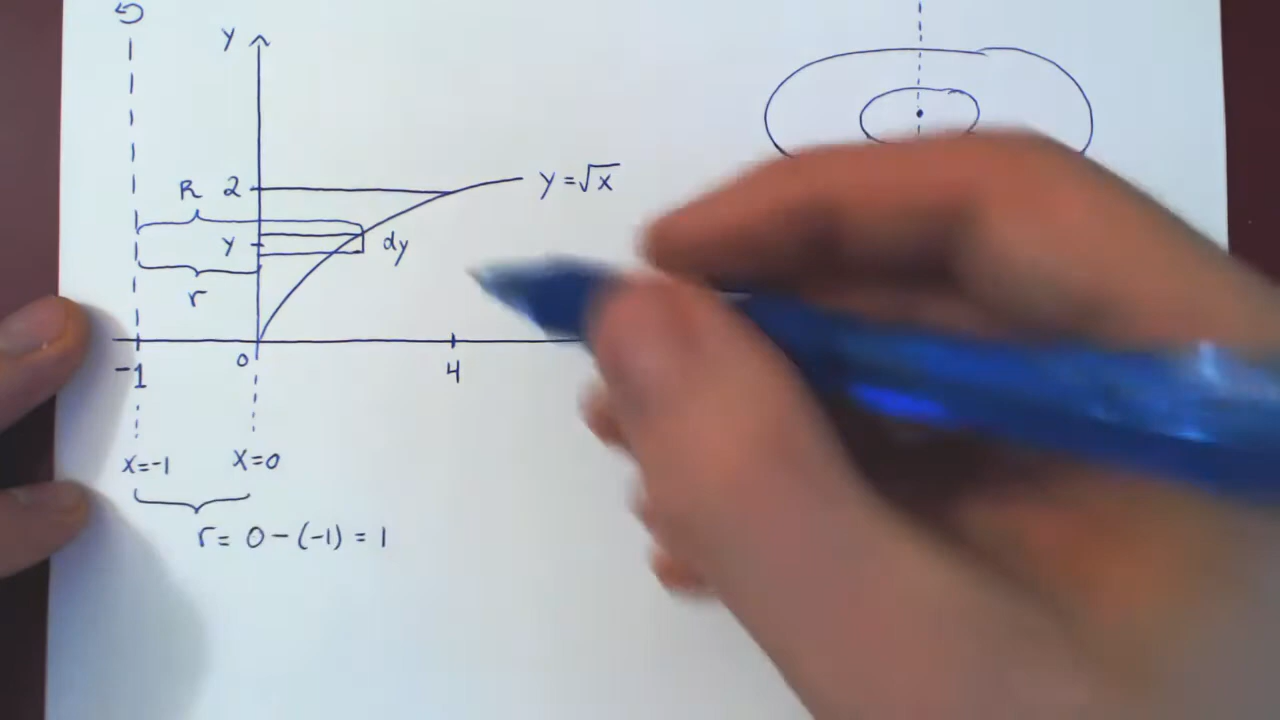 y
R 2
y = √x
y
dy
r
0
-1
4
x=-1
x=0
r = 0 - (-1) = 1